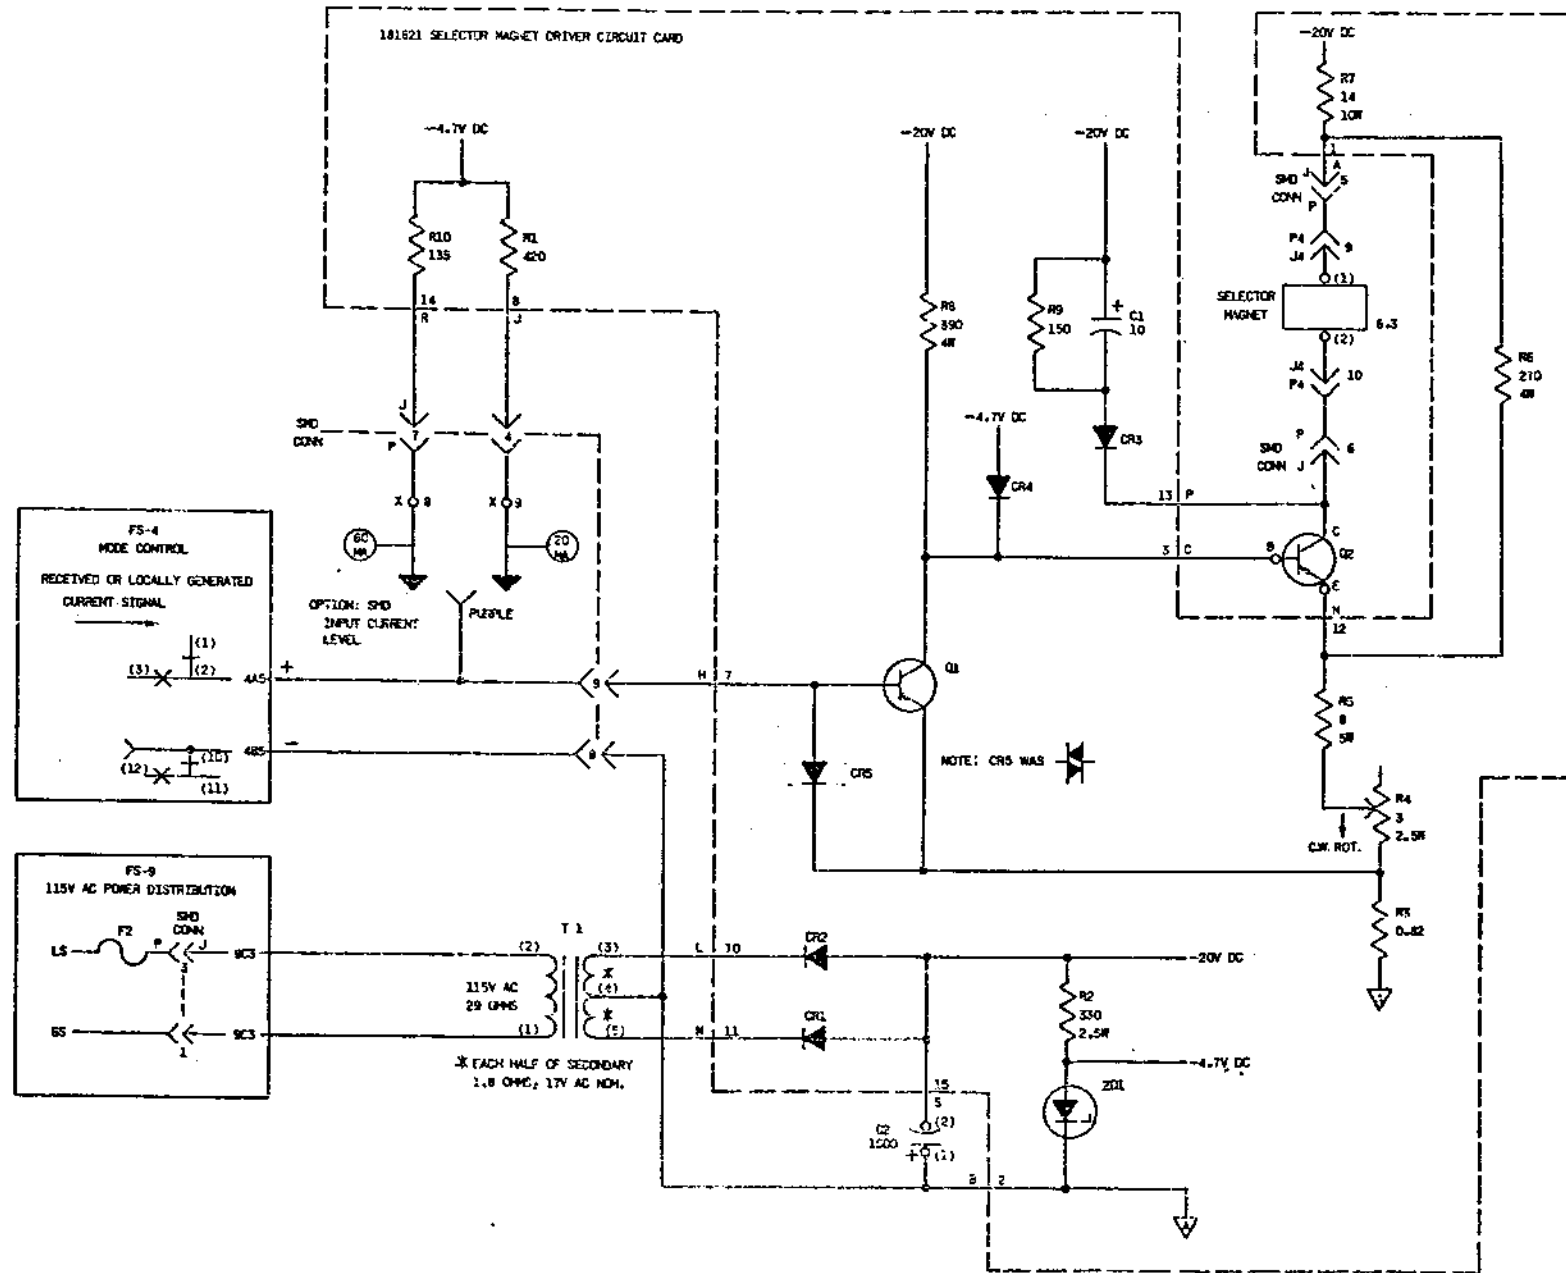 181821 SELECTOR MAGNET DRIVER CIRCUIT CARD
-4.7V DC
R10
135
R1
420
14
R
8
J
SMD
CONN
J
P
7
4
X 8
X 9
60
MA
20
MA
OPTION: SMD
INPUT CURRENT
LEVEL
PURPLE
FS-4
MODE CONTROL
RECEIVED OR LOCALLY GENERATED
CURRENT SIGNAL
(1)
(3)
(2)
4A5
+
(10)
(12)
(11)
4B5
-
9
8
H 7
-20V DC
R8
390
4W
-20V DC
R9
150
+
C1
10
-4.7V DC
CR4
CR3
13 P
3 C
Q1
CR5
NOTE: CR5 WAS
-20V DC
R7
14
10W
1
A
SMD
CONN
J
P
5
P4
J4
9
(1)
SELECTOR
MAGNET
6.3
(2)
J4
P4
10
P
SMD
CONN J
6
R6
270
4W
C
B
Q2
E
N
12
R5
8
5W
R4
3
2.5W
C.W. ROT.
R3
0.82
FS-9
115V AC POWER DISTRIBUTION
F2
SMD
CONN
L5
P
J
3
9C3
G5
1
9C3
T 1
(2)
115V AC
29 OHMS
(1)
(3)
*
(4)
*
(5)
* EACH HALF OF SECONDARY
1.8 OHMS, 17V AC NOM.
L 10
CR2
M 11
CR1
-20V DC
R2
330
2.5W
-4.7V DC
ZD1
15
S
C2
1500
(2)
+ (1)
B 2